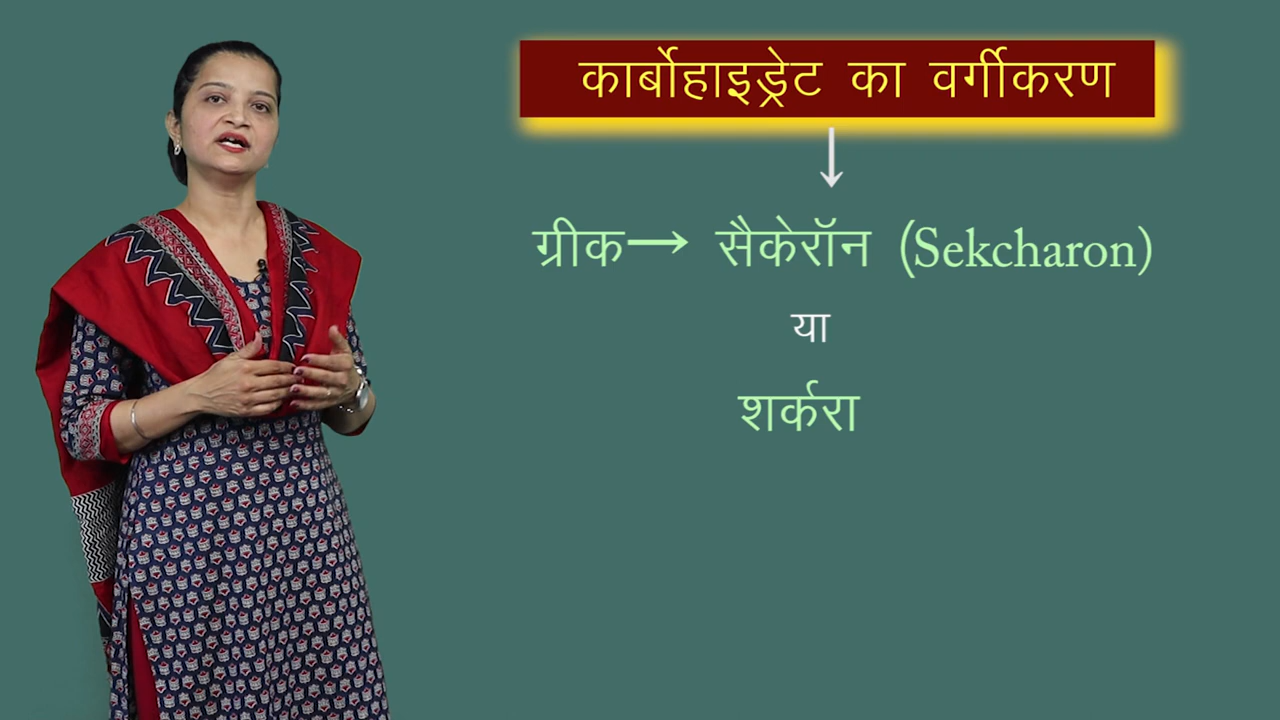 कार्बोहाइड्रेट का वर्गीकरण
ग्रीक→ सैकेरॉन (Sekcharon)
या
शर्करा